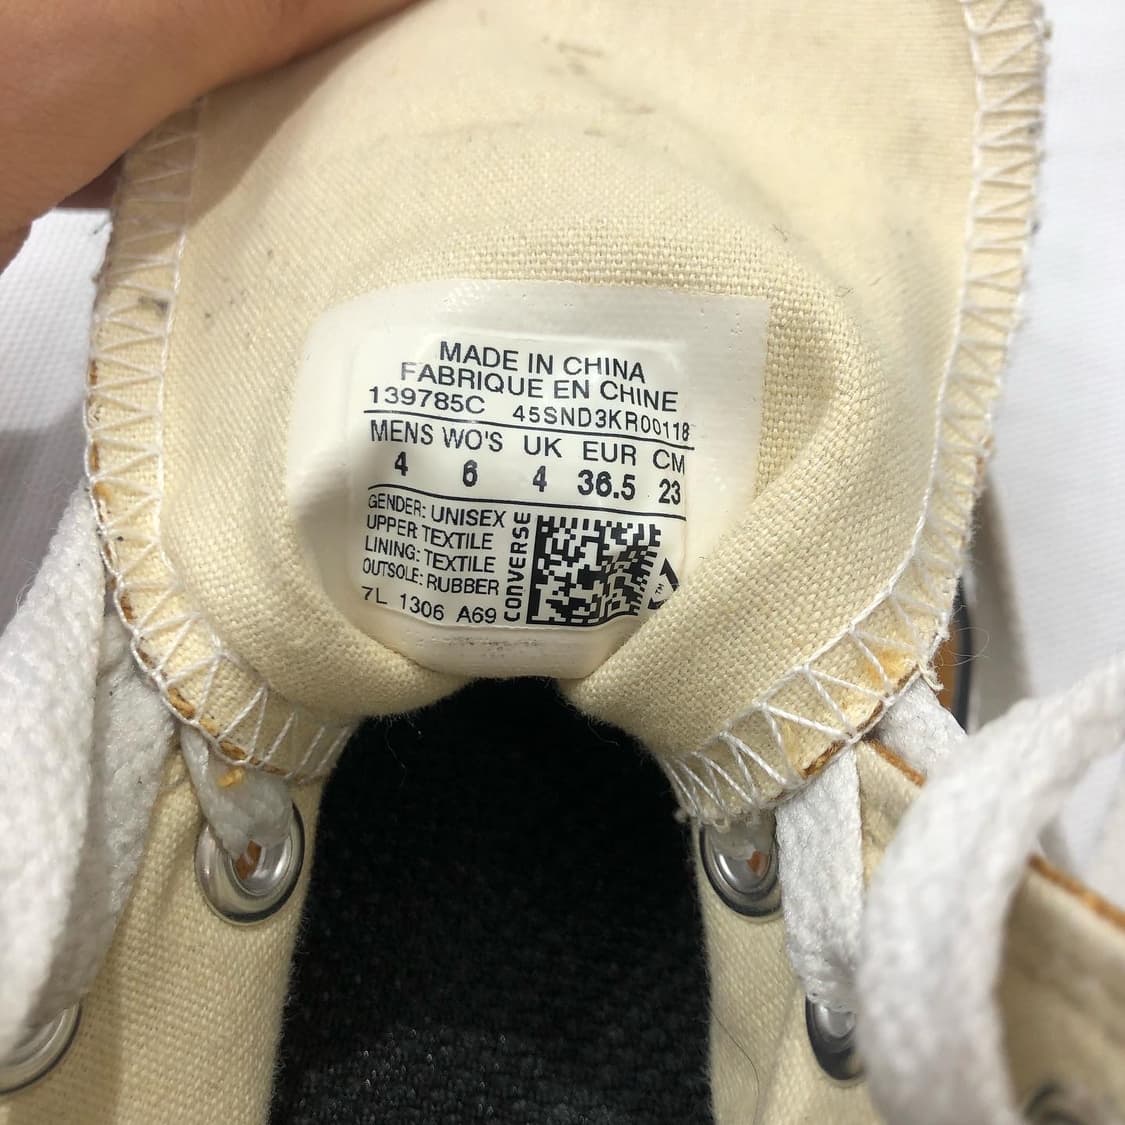 MADE IN CHINA
FABRIQUE EN CHINE
139785C 45SND3KR00118
MENS WO'S UK EUR CM
4 6 4 36.5 23
GENDER: UNISEX
UPPER: TEXTILE
LINING: TEXTILE
OUTSOLE: RUBBER
7L 1306 A69
CONVERSE
TM